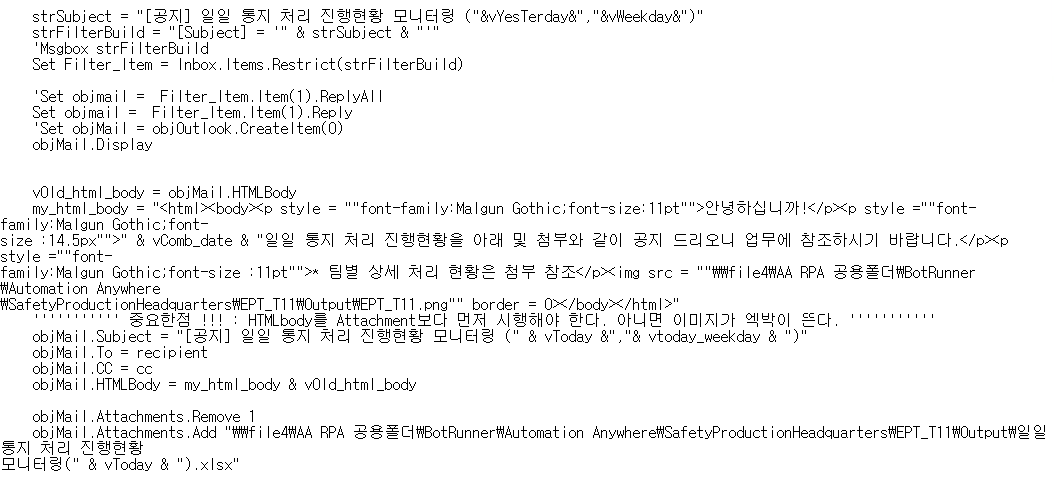 strSubject = "[공지] 일일 통지 처리 진행현황 모니터링 ("&vYesTerday&","&vWeekday&")"
strFilterBuild = "[Subject] = '" & strSubject & "'"
'Msgbox strFilterBuild
Set Filter_Item = Inbox.Items.Restrict(strFilterBuild)
'Set objmail =  Filter_Item.Item(1).ReplyAll
Set objmail =  Filter_Item.Item(1).Reply
'Set objMail = objOutlook.CreateItem(0)
objMail.Display
vOld_html_body = objMail.HTMLBody
my_html_body = "<html><body><p style = ""font-family:Malgun Gothic;font-size:11pt"">안녕하십니까!</p><p style =""font-
family:Malgun Gothic;font-
size :14.5px"">" & vComb_date & "일일 통지 처리 진행현황을 아래 및 첨부와 같이 공지 드리오니 업무에 참조하시기 바랍니다.</p><p
style =""font-
family:Malgun Gothic;font-size :11pt"">* 팀별 상세 처리 현황은 첨부 참조</p><img src = ""₩₩file4₩AA RPA 공용폴더₩BotRunner
₩Automation Anywhere
₩SafetyProductionHeadquarters₩EPT_T11₩Output₩EPT_T11.png"" border = 0></body></html>"
''''''''''' 중요한점 !!! : HTMLbody를 Attachment보다 먼저 시행해야 한다. 아니면 이미지가 엑박이 뜬다. '''''''''''
objMail.Subject = "[공지] 일일 통지 처리 진행현황 모니터링 (" & vToday &","& vtoday_weekday & ")"
objMail.To = recipient
objMail.CC = cc
objMail.HTMLBody = my_html_body & vOld_html_body
objMail.Attachments.Remove 1
objMail.Attachments.Add "₩₩file4₩AA RPA 공용폴더₩BotRunner₩Automation Anywhere₩SafetyProductionHeadquarters₩EPT_T11₩Output₩일일
통지 처리 진행현황
모니터링(" & vToday & ").xlsx"